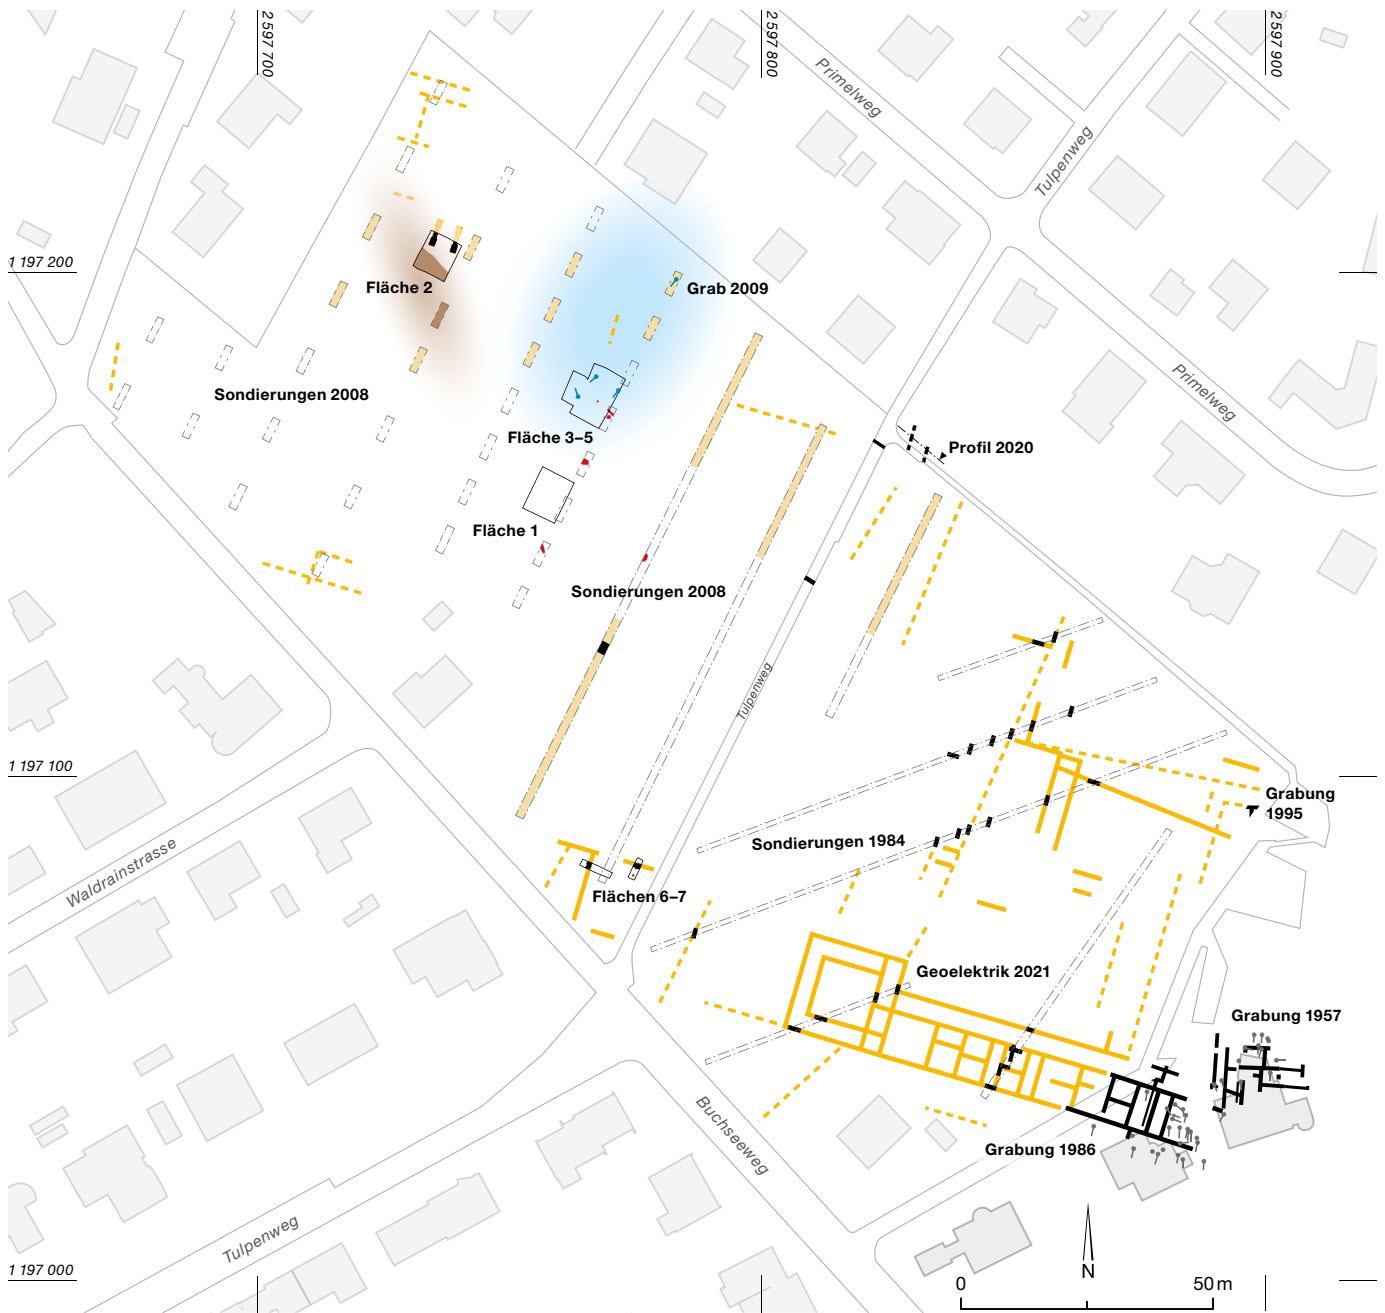 2 597 700
2 597 800
2 597 900
Primelweg
Tulpenweg
1 197 200
Fläche 2
Grab 2009
Primelweg
Sondierungen 2008
Fläche 3–5
Profil 2020
Fläche 1
Sondierungen 2008
Tulpenweg
1 197 100
Grabung
1995
Sondierungen 1984
Waldrainstrasse
Flächen 6–7
Geoelektrik 2021
Grabung 1957
Buchseeweg
Grabung 1986
Tulpenweg
1 197 000
N
0
50 m